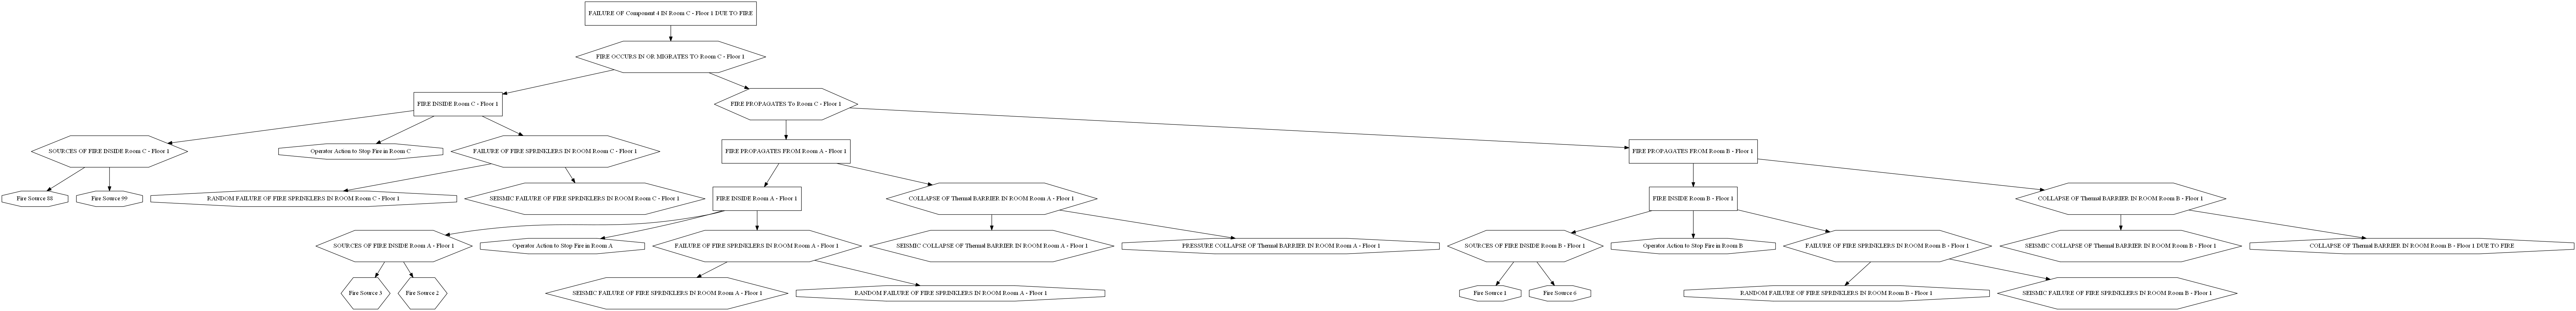 FAILURE OF Component 4 IN Room C - Floor 1 DUE TO FIRE
FIRE OCCURS IN OR MIGRATES TO Room C - Floor 1
FIRE INSIDE Room C - Floor 1
FIRE PROPAGATES To Room C - Floor 1
SOURCES OF FIRE INSIDE Room C - Floor 1
Operator Action to Stop Fire in Room C
FAILURE OF FIRE SPRINKLERS IN ROOM Room C - Floor 1
FIRE PROPAGATES FROM Room A - Floor 1
FIRE PROPAGATES FROM Room B - Floor 1
Fire Source 88
Fire Source 99
RANDOM FAILURE OF FIRE SPRINKLERS IN ROOM Room C - Floor 1
SEISMIC FAILURE OF FIRE SPRINKLERS IN ROOM Room C - Floor 1
FIRE INSIDE Room A - Floor 1
COLLAPSE OF Thermal BARRIER IN ROOM Room A - Floor 1
FIRE INSIDE Room B - Floor 1
COLLAPSE OF Thermal BARRIER IN ROOM Room B - Floor 1
SOURCES OF FIRE INSIDE Room A - Floor 1
Operator Action to Stop Fire in Room A
FAILURE OF FIRE SPRINKLERS IN ROOM Room A - Floor 1
SEISMIC COLLAPSE OF Thermal BARRIER IN ROOM Room A - Floor 1
PRESSURE COLLAPSE OF Thermal BARRIER IN ROOM Room A - Floor 1
SOURCES OF FIRE INSIDE Room B - Floor 1
Operator Action to Stop Fire in Room B
FAILURE OF FIRE SPRINKLERS IN ROOM Room B - Floor 1
SEISMIC COLLAPSE OF Thermal BARRIER IN ROOM Room B - Floor 1
COLLAPSE OF Thermal BARRIER IN ROOM Room B - Floor 1 DUE TO FIRE
Fire Source 3
Fire Source 2
SEISMIC FAILURE OF FIRE SPRINKLERS IN ROOM Room A - Floor 1
RANDOM FAILURE OF FIRE SPRINKLERS IN ROOM Room A - Floor 1
Fire Source 1
Fire Source 6
RANDOM FAILURE OF FIRE SPRINKLERS IN ROOM Room B - Floor 1
SEISMIC FAILURE OF FIRE SPRINKLERS IN ROOM Room B - Floor 1